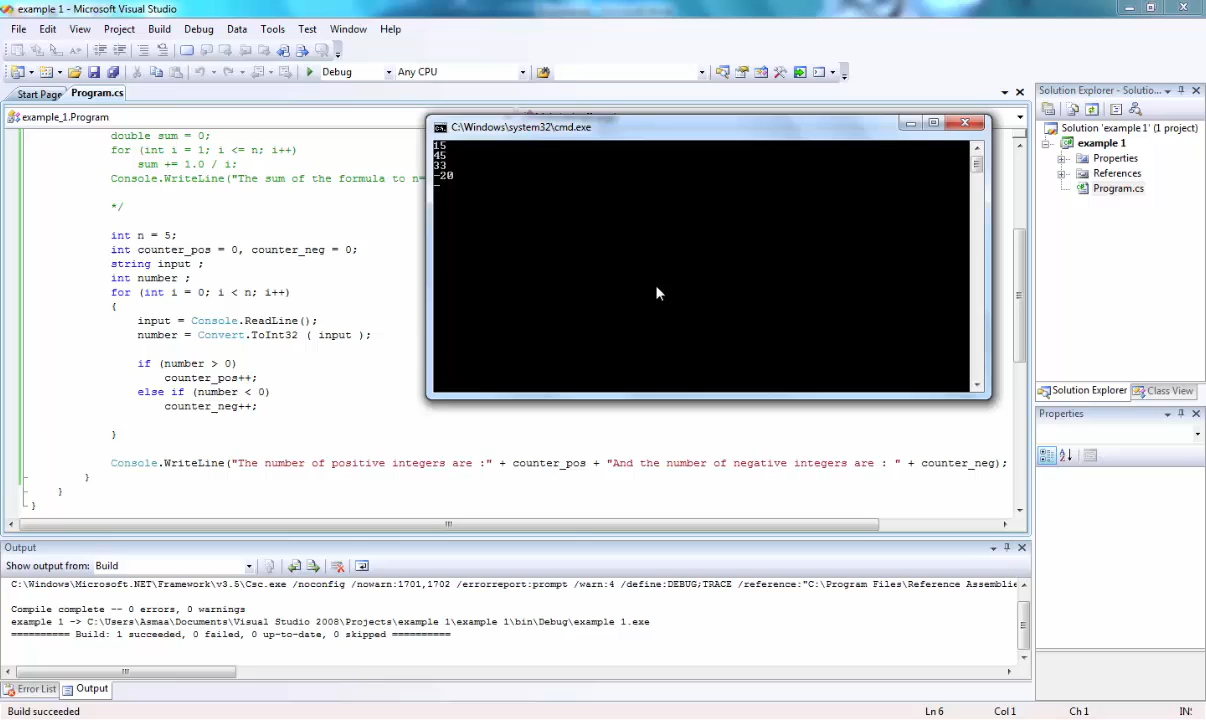 example 1 - Microsoft Visual Studio
File Edit View Project Build Debug Data Tools Test Window Help
Debug Any CPU
Start Page Program.cs
example_1.Program
double sum = 0;
for (int i = 1; i <= n; i++)
sum += 1.0 / i;
Console.WriteLine("The sum of the formula to n=
*/
int n = 5;
int counter_pos = 0, counter_neg = 0;
string input ;
int number ;
for (int i = 0; i < n; i++)
{
input = Console.ReadLine();
number = Convert.ToInt32 ( input );
if (number > 0)
counter_pos++;
else if (number < 0)
counter_neg++;
}
Console.WriteLine("The number of positive integers are :" + counter_pos + "And the number of negative integers are : " + counter_neg);
}
}
}
C:\Windows\system32\cmd.exe
15
45
33
-20
Solution Explorer - Solutio...
Solution 'example 1' (1 project)
example 1
Properties
References
Program.cs
Solution Explorer Class View
Properties
Output
Show output from: Build
C:\Windows\Microsoft.NET\Framework\v3.5\Csc.exe /noconfig /nowarn:1701,1702 /errorreport:prompt /warn:4 /define:DEBUG;TRACE /reference:"C:\Program Files\Reference Assemblie
Compile complete -- 0 errors, 0 warnings
example 1 -> C:\Users\Asmaa\Documents\Visual Studio 2008\Projects\example 1\example 1\bin\Debug\example 1.exe
========== Build: 1 succeeded, 0 failed, 0 up-to-date, 0 skipped ==========
Error List Output
Build succeeded Ln 6 Col 1 Ch 1 INS